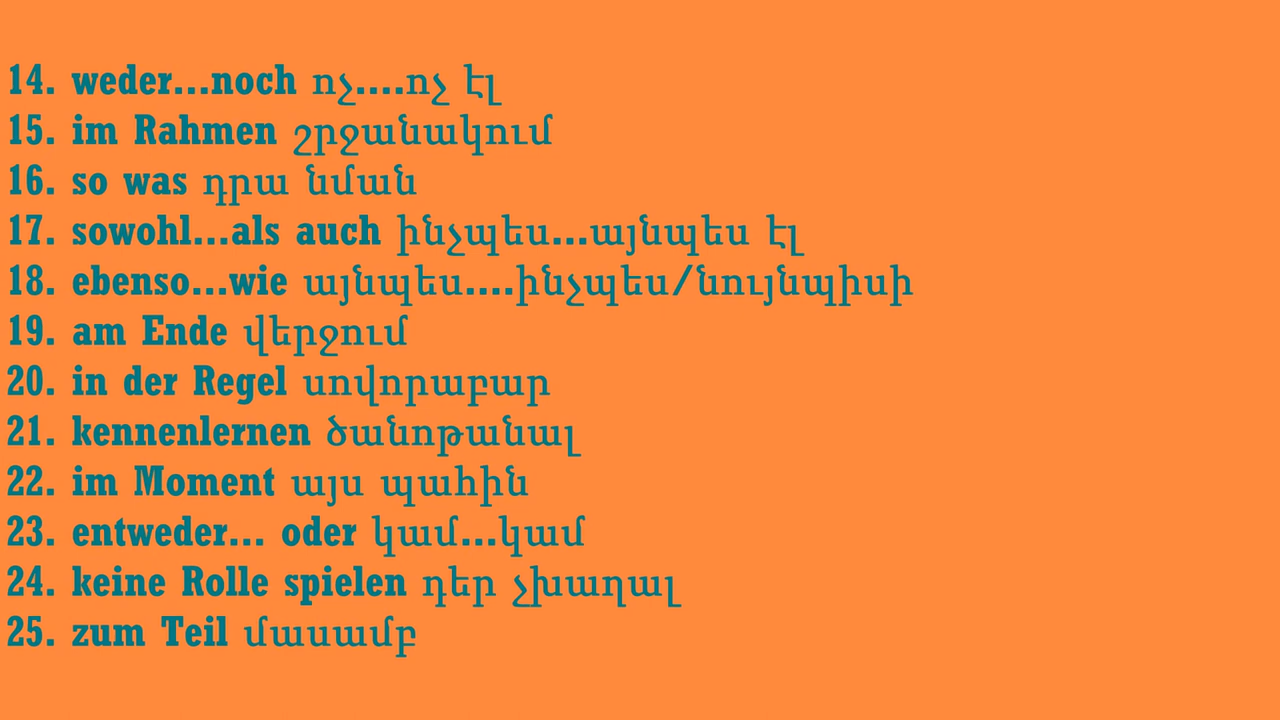 14. weder...noch ոչ....ոչ էլ
15. im Rahmen շրջանակում
16. so was դրա նման
17. sowohl...als auch ինչպես...այնպես էլ
18. ebenso...wie այնպես....ինչպես/նույնպիսի
19. am Ende վերջում
20. in der Regel սովորաբար
21. kennenlernen ծանոթանալ
22. im Moment այս պահին
23. entweder... oder կամ...կամ
24. keine Rolle spielen դեր չխաղալ
25. zum Teil մասամբ